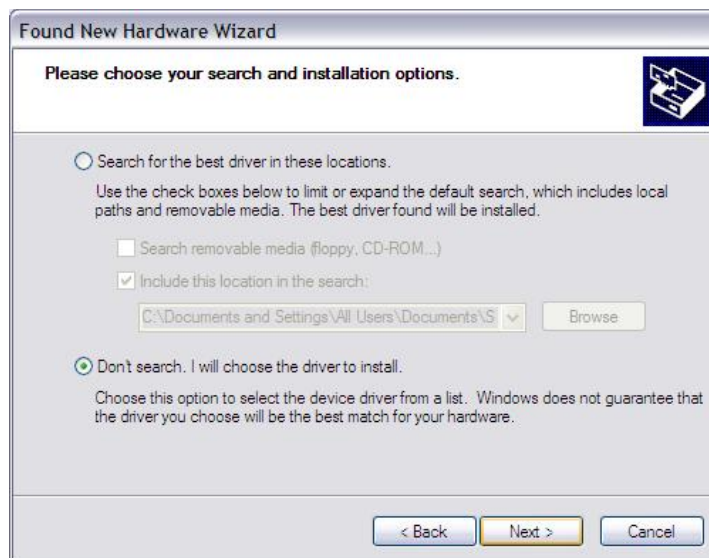 Found New Hardware Wizard
Please choose your search and installation options.
Search for the best driver in these locations.
Use the check boxes below to limit or expand the default search, which includes local
paths and removable media. The best driver found will be installed.
Search removable media (floppy, CD-ROM...)
Include this location in the search:
C:\Documents and Settings\All Users\Documents\S
Browse
Don't search. I will choose the driver to install.
Choose this option to select the device driver from a list. Windows does not guarantee that
the driver you choose will be the best match for your hardware.
< Back Next > Cancel